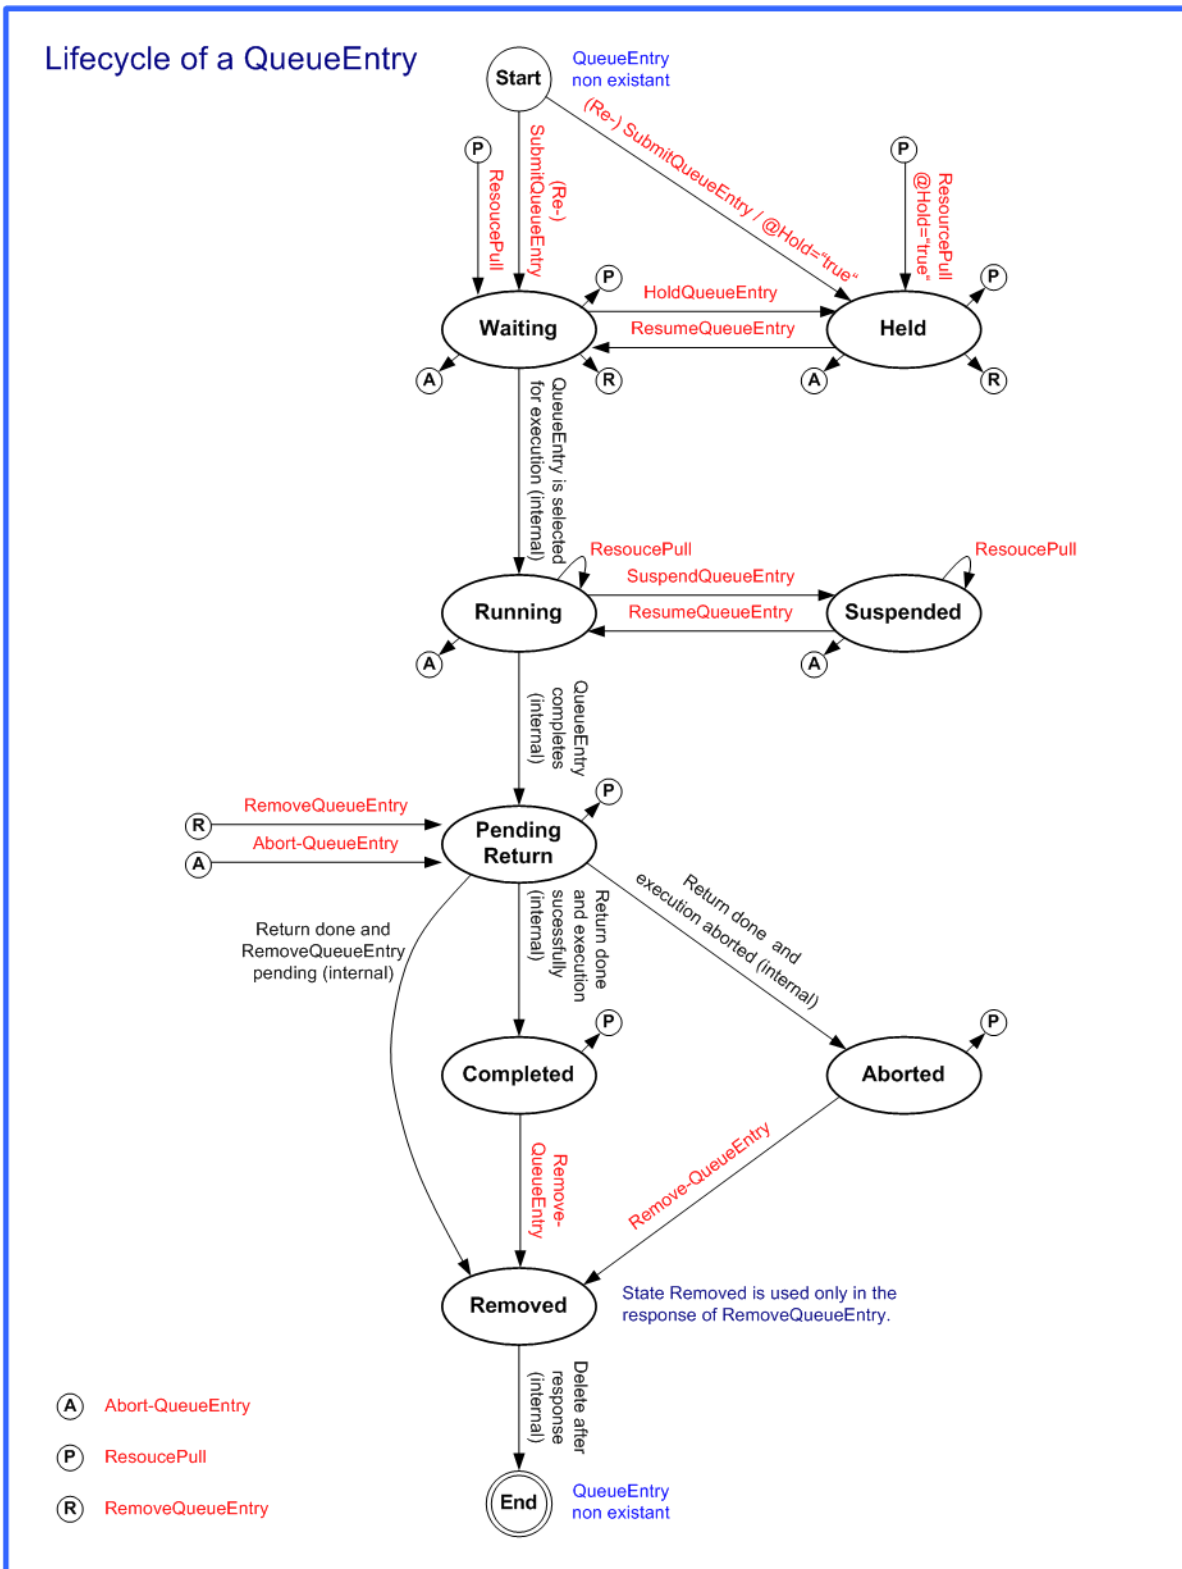 Lifecycle of a QueueEntry
Start
QueueEntry
non existant
(Re-)
SubmitQueueEntry
(Re-) SubmitQueueEntry / @Hold="true"
P
ResoucePull
P
ResourcePull
@Hold="true"
Waiting
P
A
R
HoldQueueEntry
ResumeQueueEntry
Held
P
A
R
QueueEntry is selected
for execution (internal)
ResoucePull
Running
A
SuspendQueueEntry
ResumeQueueEntry
ResoucePull
Suspended
A
QueueEntry
completes
(internal)
R
RemoveQueueEntry
A
Abort-QueueEntry
Pending
Return
P
Return done and
RemoveQueueEntry
pending (internal)
Return done
and execution
sucessfully
(internal)
Return done and
execution aborted (internal)
Completed
P
Aborted
P
Remove-
QueueEntry
Remove-QueueEntry
Removed
State Removed is used only in the
response of RemoveQueueEntry.
Delete after
response
(internal)
End
QueueEntry
non existant
A Abort-QueueEntry
P ResoucePull
R RemoveQueueEntry